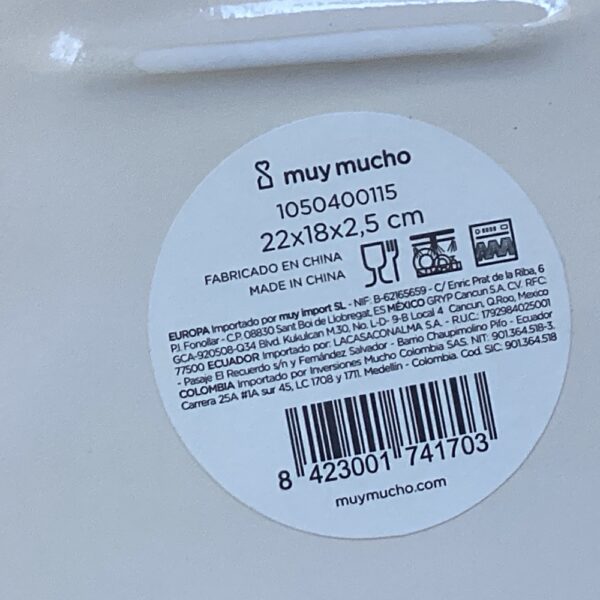 muy mucho
1050400115
22x18x2,5 cm
FABRICADO EN CHINA
MADE IN CHINA
EUROPA Importado por muy import SL - NIF: B-62165659 - C/ Enric Prat de la Riba, 6
P.I. Fonollar - C.P. 08830 Sant Boi de Llobregat, ES MÉXICO GRYP Cancun S.A. CV. RFC:
GCA-920508-Q34 Blvd. Kukulcan M.30, No. L-D- 9-B Local 4 Cancun, Q.Roo, Mexico
77500 ECUADOR Importado por: LACASACONALMA S.A. - R.U.C: 1792984025001
- Pasaje El Recuerdo s/n y Fernández Salvador - Barrio Chaupimolino Pifo - Ecuador
COLOMBIA Importado por Inversiones Mucho Colombia SAS. NIT: 901.364.518-3.
Carrera 25A #1A sur 45, LC 1708 y 1711. Medellín - Colombia. Cod. SIC. 901.364.518
8 423001 741703
muymucho.com